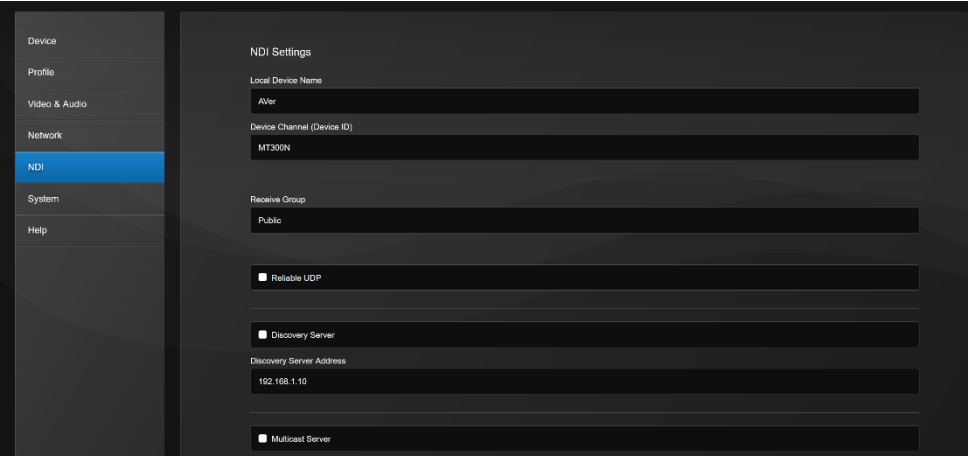 Device
Profile
Video & Audio
Network
NDI
System
Help
NDI Settings
Local Device Name
AVer
Device Channel (Device ID)
MT300N
Receive Group
Public
Reliable UDP
Discovery Server
Discovery Server Address
192.168.1.10
Multicast Server